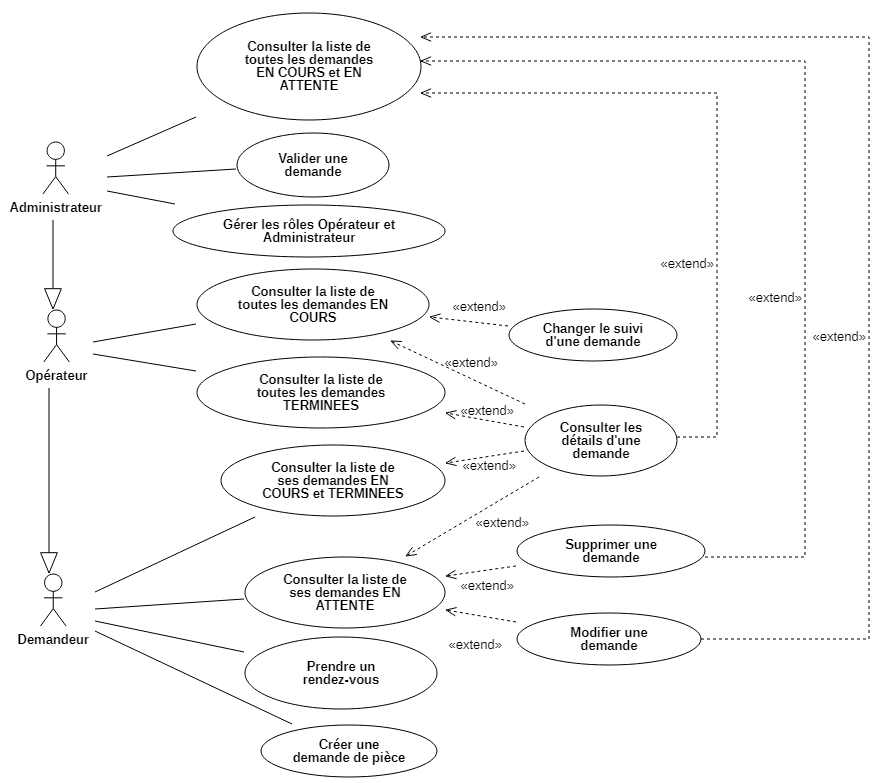 Consulter la liste de
toutes les demandes
EN COURS et EN
ATTENTE
«extend»
«extend»
«extend»
Valider une
demande
Administrateur
Gérer les rôles Opérateur et
Administrateur
Consulter la liste de
toutes les demandes EN
COURS
«extend»
Changer le suivi
d'une demande
Opérateur
«extend»
Consulter la liste de
toutes les demandes
TERMINEES
«extend»
Consulter les
détails d'une
demande
Consulter la liste de
ses demandes EN
COURS et TERMINEES
«extend»
«extend»
Supprimer une
demande
Consulter la liste de
ses demandes EN
ATTENTE
«extend»
Demandeur
«extend»
Modifier une
demande
Prendre un
rendez-vous
Créer une
demande de pièce